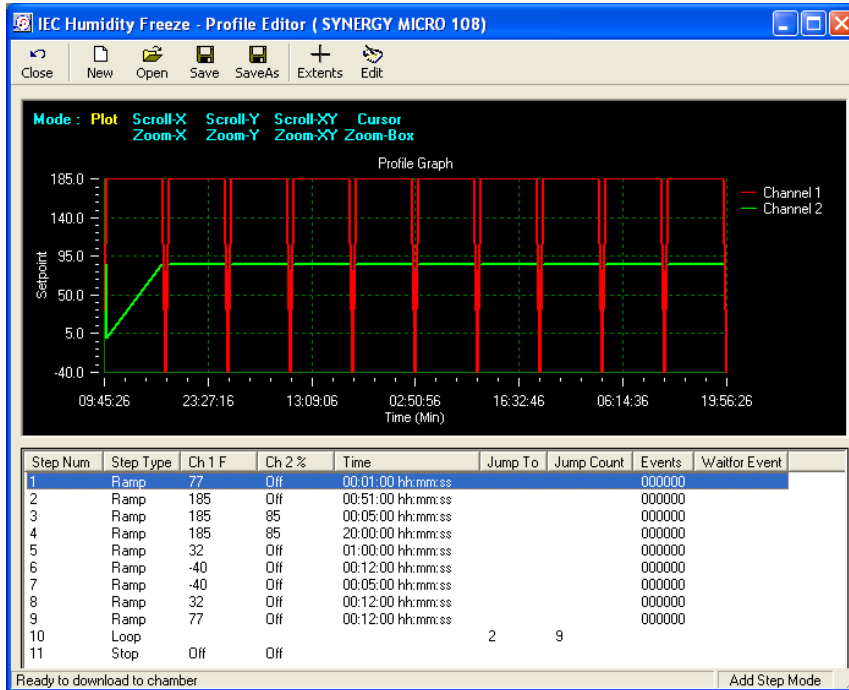 IEC Humidity Freeze - Profile Editor ( SYNERGY MICRO 108)
Close New Open Save SaveAs Extents Edit
Mode : Plot Scroll-X Scroll-Y Scroll-XY Cursor
Zoom-X Zoom-Y Zoom-XY Zoom-Box
Profile Graph
185.0
140.0
95.0
50.0
5.0
-40.0
Setpoint
Channel 1
Channel 2
09:45:26 23:27:16 13:09:06 02:50:56 16:32:46 06:14:36 19:56:26
Time (Min)
Step Num Step Type Ch 1 F Ch 2 % Time Jump To Jump Count Events Waitfor Event
1 Ramp 77 Off 00:01:00 hh:mm:ss 000000
2 Ramp 185 Off 00:51:00 hh:mm:ss 000000
3 Ramp 185 85 00:05:00 hh:mm:ss 000000
4 Ramp 185 85 20:00:00 hh:mm:ss 000000
5 Ramp 32 Off 01:00:00 hh:mm:ss 000000
6 Ramp -40 Off 00:12:00 hh:mm:ss 000000
7 Ramp -40 Off 00:05:00 hh:mm:ss 000000
8 Ramp 32 Off 00:12:00 hh:mm:ss 000000
9 Ramp 77 Off 00:12:00 hh:mm:ss 000000
10 Loop 2 9
11 Stop Off Off
Ready to download to chamber Add Step Mode